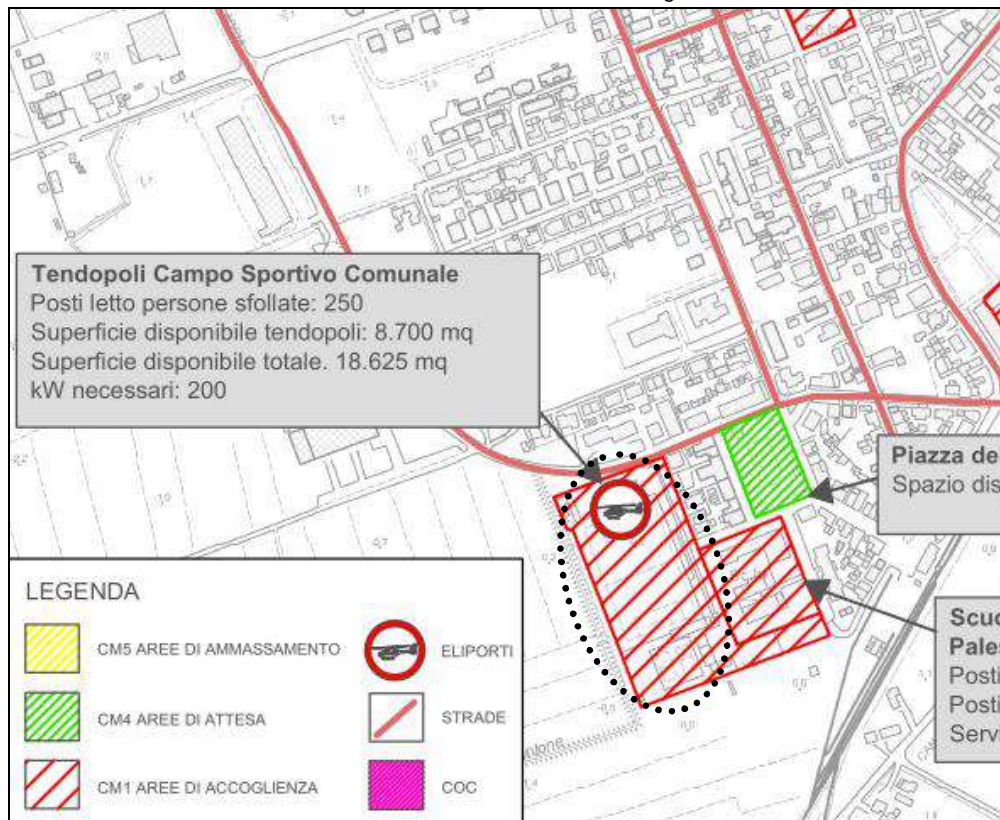 Tendopoli Campo Sportivo Comunale
Posti letto persone sfollate: 250
Superficie disponibile tendopoli: 8.700 mq
Superficie disponibile totale. 18.625 mq
kW necessari: 200
Piazza de
Spazio dis
Scuo
Pales
Posti
Posti
Servi
LEGENDA
CM5 AREE DI AMMASSAMENTO
ELIPORTI
CM4 AREE DI ATTESA
STRADE
CM1 AREE DI ACCOGLIENZA
COC